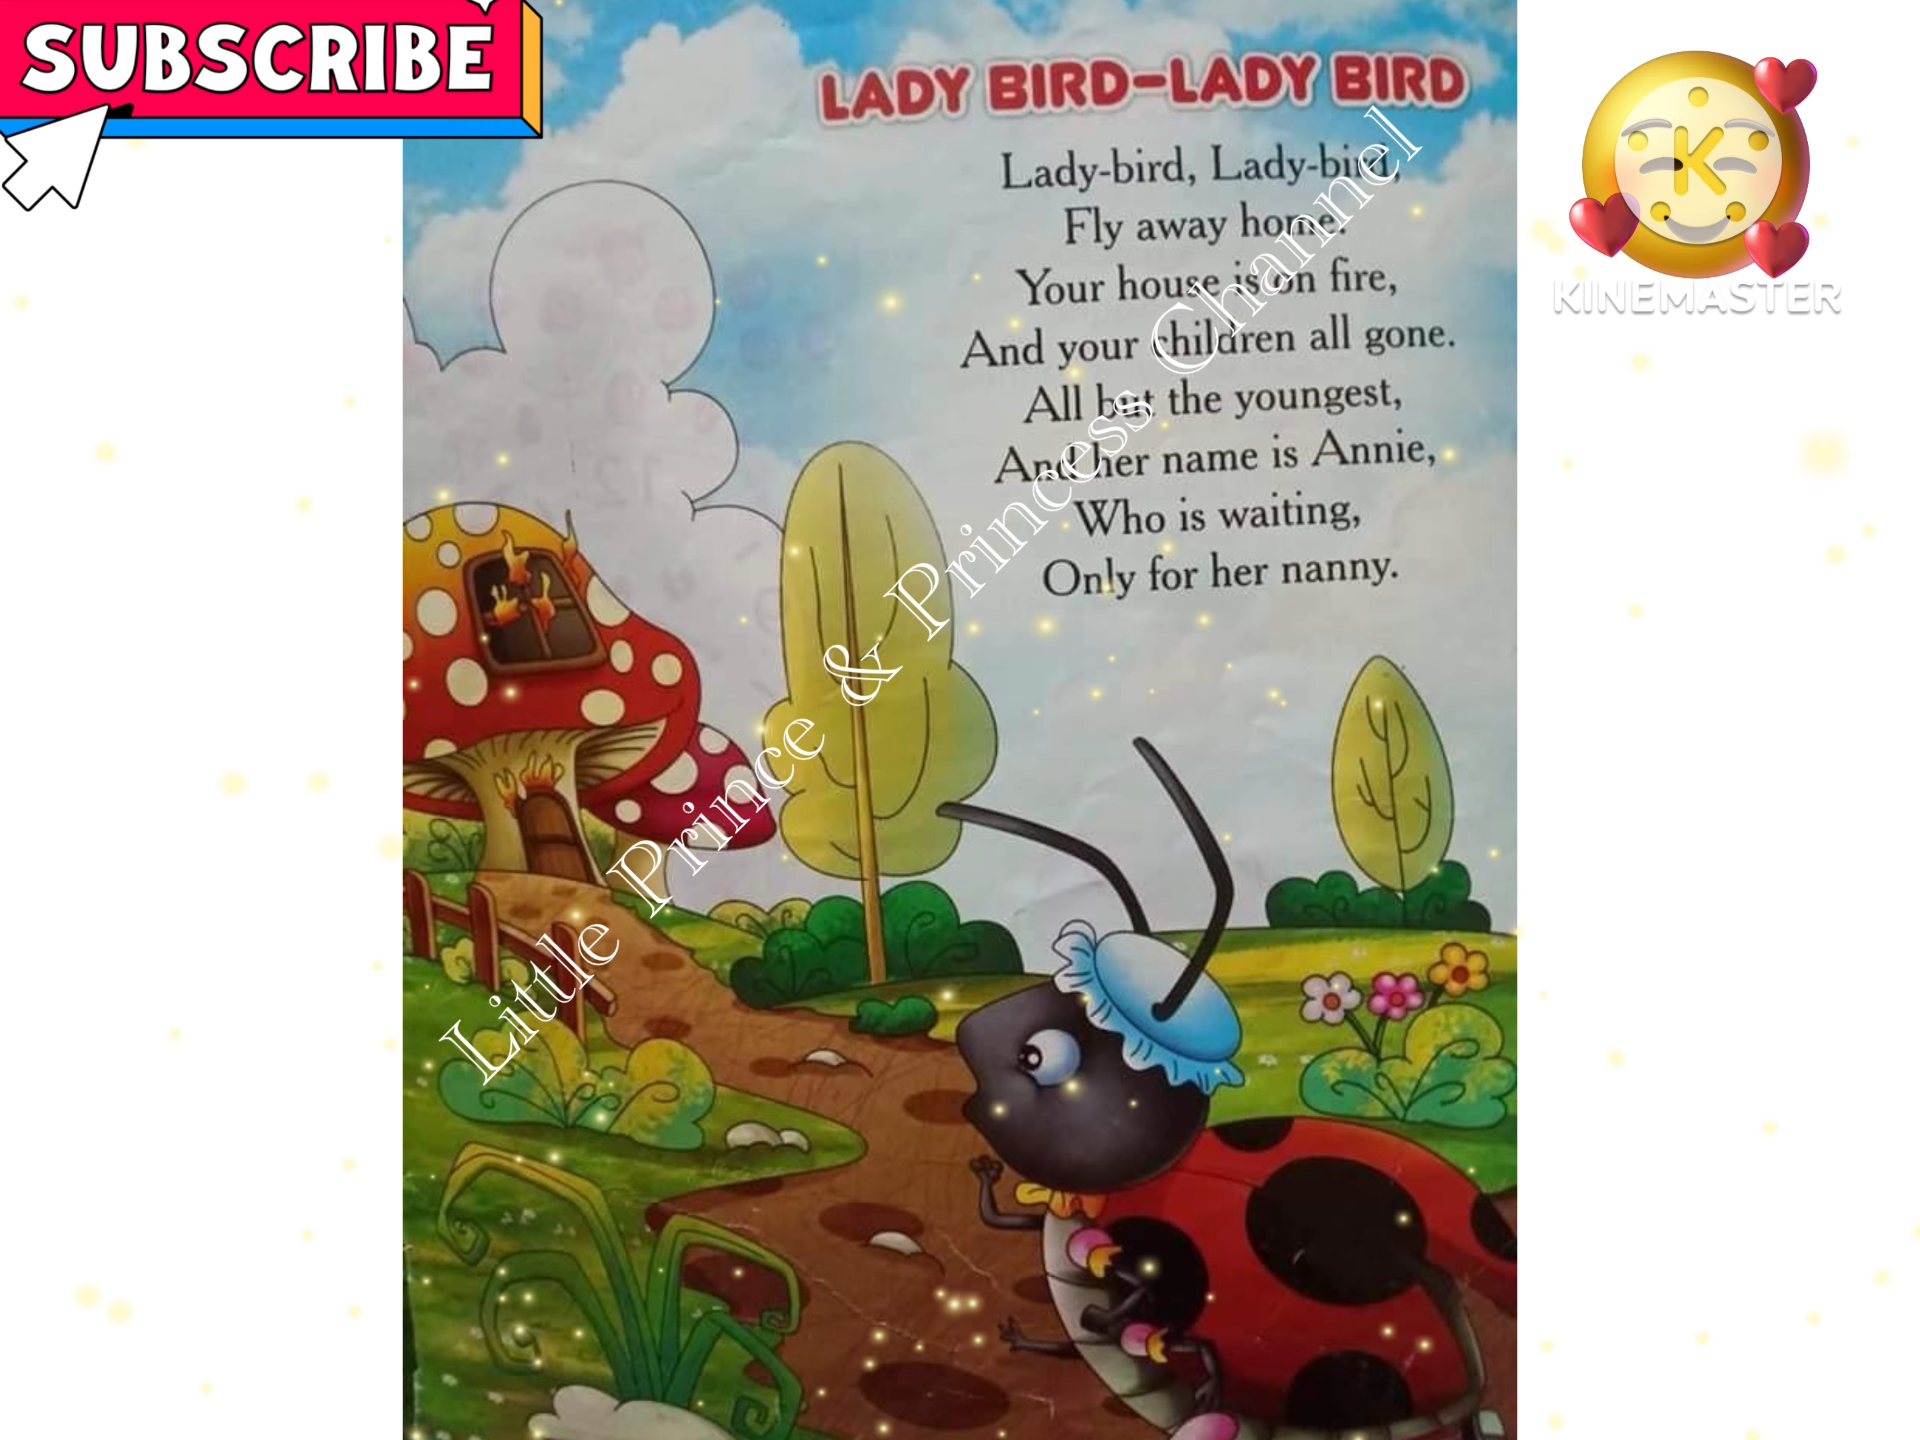 SUBSCRIBE
LADY BIRD-LADY BIRD
Lady-bird, Lady-bird,
Fly away home.
Your house is on fire,
And your children all gone.
All but the youngest,
And her name is Annie,
Who is waiting,
Only for her nanny.
Little Prince & Princess Channel
K
KINEMASTER